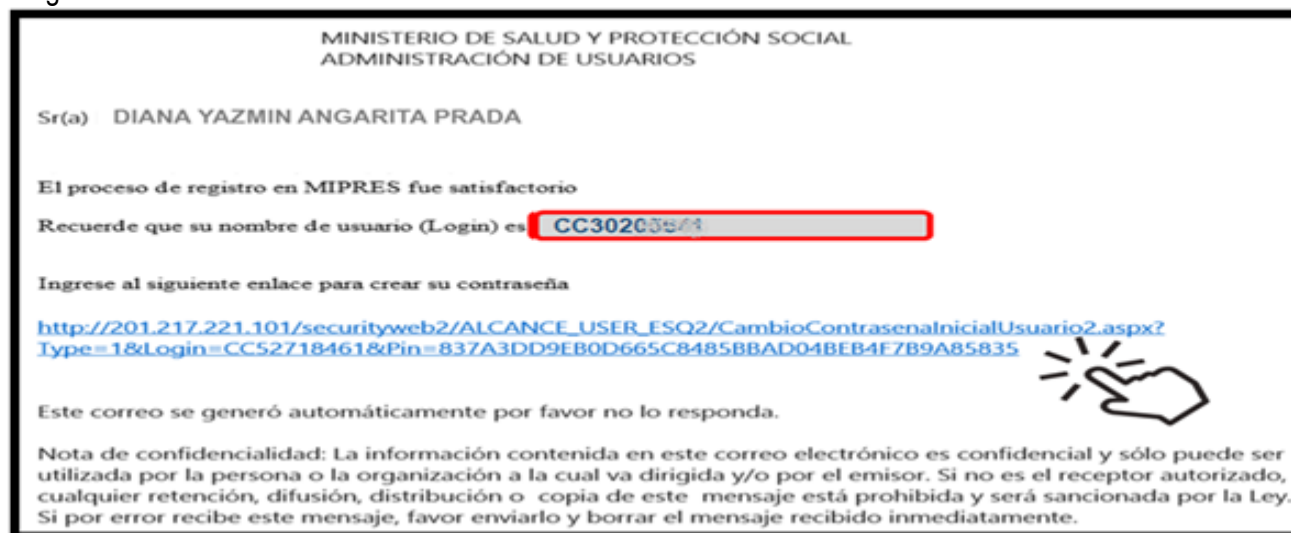 MINISTERIO DE SALUD Y PROTECCIÓN SOCIAL
ADMINISTRACIÓN DE USUARIOS
Sr(a) DIANA YAZMIN ANGARITA PRADA
El proceso de registro en MIPRES fue satisfactorio
Recuerde que su nombre de usuario (Login) es
Ingrese al siguiente enlace para crear su contraseña
http://201.217.221.101/securityweb2/ALCANCE_USER_ESQ2/CambioContrasenaInicialUsuario2.aspx?
Type=1&Login=CC52718461&Pin=837A3DD9EB0D665C8485BBAD04BEB4F7B9A85835
Este correo se generó automáticamente por favor no lo responda.
Nota de confidencialidad: La información contenida en este correo electrónico es confidencial y sólo puede ser
utilizada por la persona o la organización a la cual va dirigida y/o por el emisor. Si no es el receptor autorizado,
cualquier retención, difusión, distribución o copia de este mensaje está prohibida y será sancionada por la Ley.
Si por error recibe este mensaje, favor enviarlo y borrar el mensaje recibido inmediatamente.